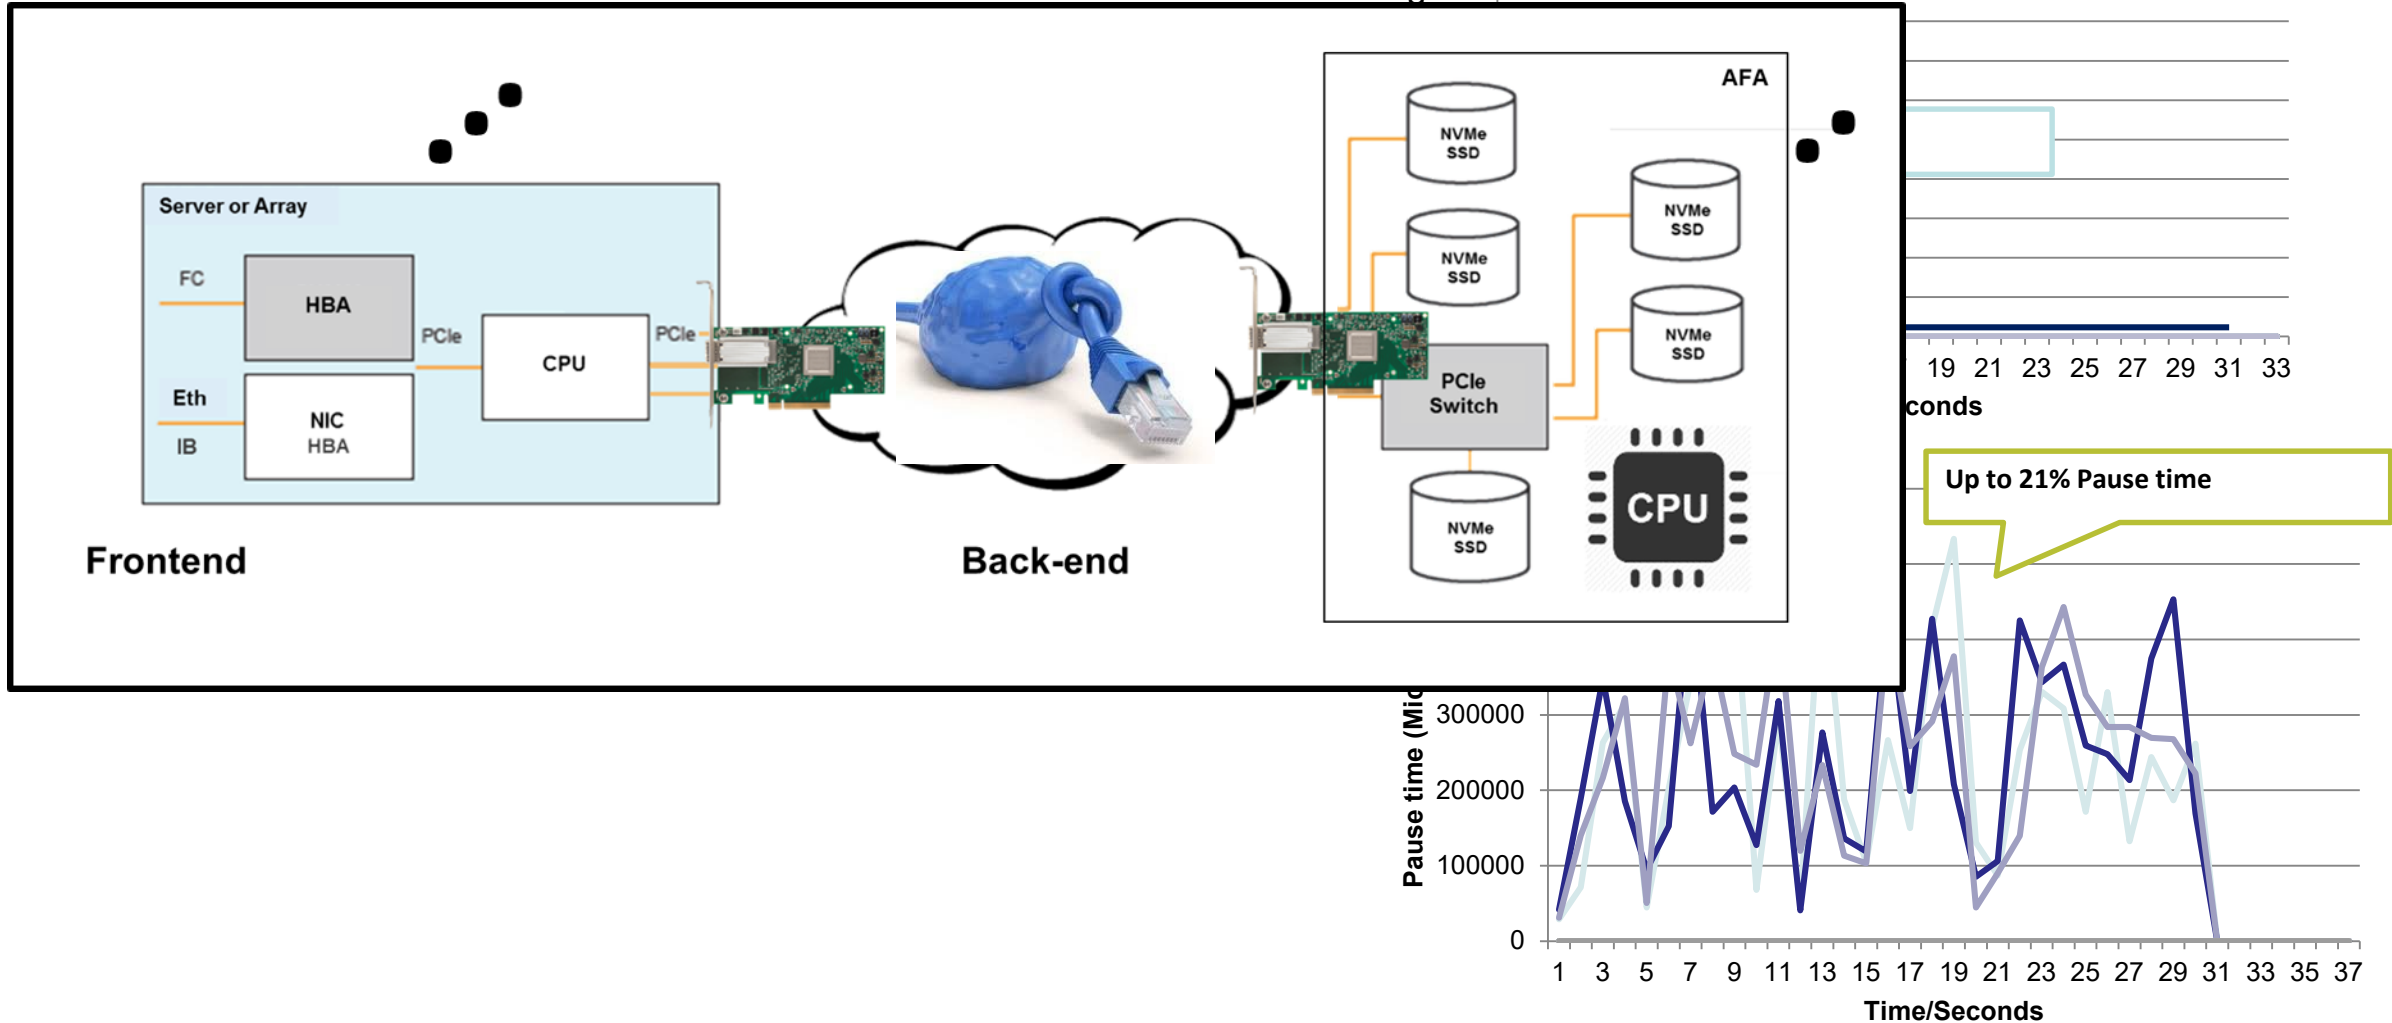 AFA
NVMe
SSD
NVMe
SSD
NVMe
SSD
NVMe
SSD
NVMe
SSD
PCIe
Switch
CPU
Server or Array
FC
HBA
PCIe
CPU
PCIe
Eth
IB
NIC
HBA
Frontend
Back-end
19 21 23 25 27 29 31 33
conds
Up to 21% Pause time
Pause time (Mic
300000
200000
100000
0
1 3 5 7 9 11 13 15 17 19 21 23 25 27 29 31 33 35 37
Time/Seconds